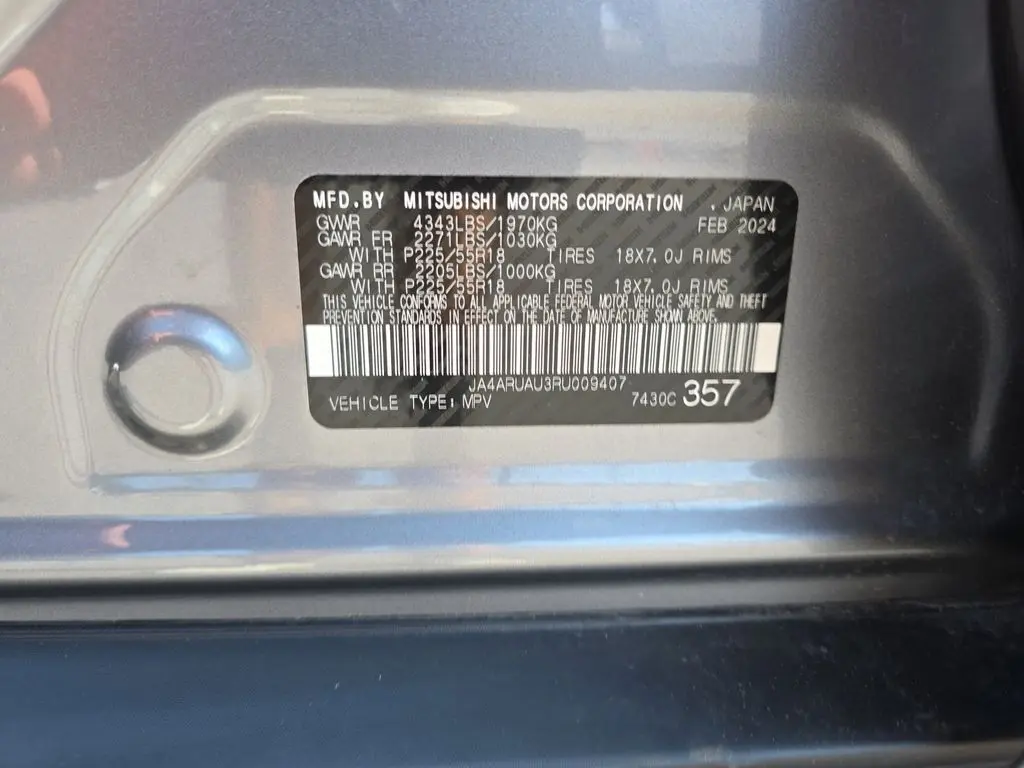 MFD.BY MITSUBISHI MOTORS CORPORATION . JAPAN
GVWR 4343LBS/1970KG FEB 2024
GAWR FR 2271LBS/1030KG
WITH P225/55R18 TIRES 18X7.0J RIMS
GAWR RR 2205LBS/1000KG
WITH P225/55R18 TIRES 18X7.0J RIMS
THIS VEHICLE CONFORMS TO ALL APPLICABLE FEDERAL MOTOR VEHICLE SAFETY AND THEFT
PREVENTION STANDARDS IN EFFECT ON THE DATE OF MANUFACTURE SHOWN ABOVE.
JA4ARUAU3RU009407
VEHICLE TYPE: MPV 7430C 357